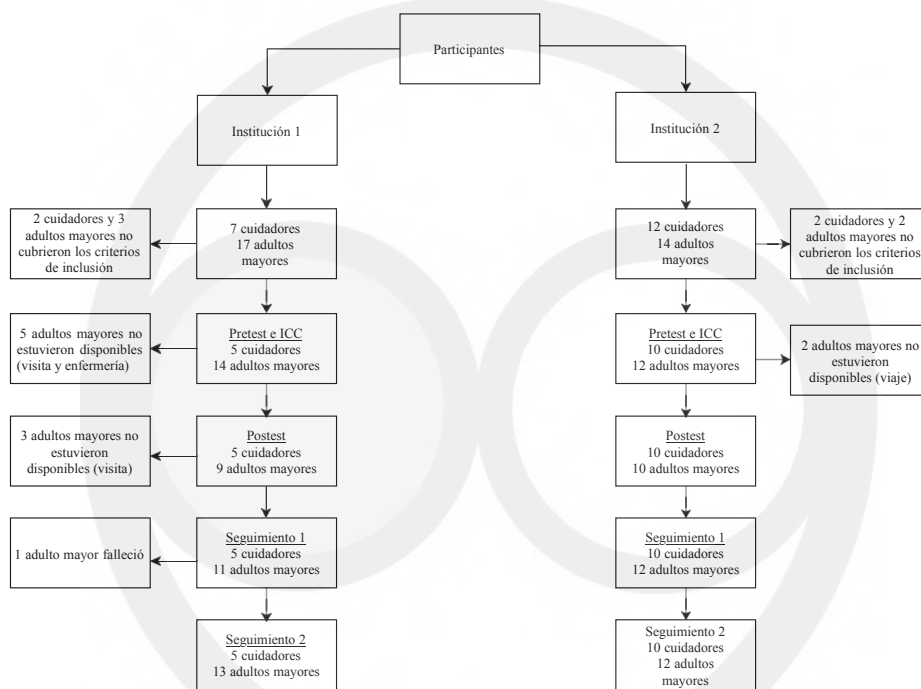 Participantes
Institución 1
Institución 2
2 cuidadores y 3
adultos mayores no
cubrieron los criterios
de inclusión
7 cuidadores
17 adultos
mayores
12 cuidadores
14 adultos
mayores
2 cuidadores y 2
adultos mayores no
cubrieron los criterios
de inclusión
5 adultos mayores no
estuvieron disponibles
(visita y enfermería)
Pretest e ICC
5 cuidadores
14 adultos mayores
Pretest e ICC
10 cuidadores
12 adultos mayores
2 adultos mayores no
estuvieron
disponibles (viaje)
3 adultos mayores no
estuvieron
disponibles (visita)
Postest
5 cuidadores
9 adultos mayores
Postest
10 cuidadores
10 adultos mayores
1 adulto mayor falleció
Seguimiento 1
5 cuidadores
11 adultos mayores
Seguimiento 1
10 cuidadores
12 adultos mayores
Seguimiento 2
5 cuidadores
13 adultos mayores
Seguimiento 2
10 cuidadores
12 adultos
mayores